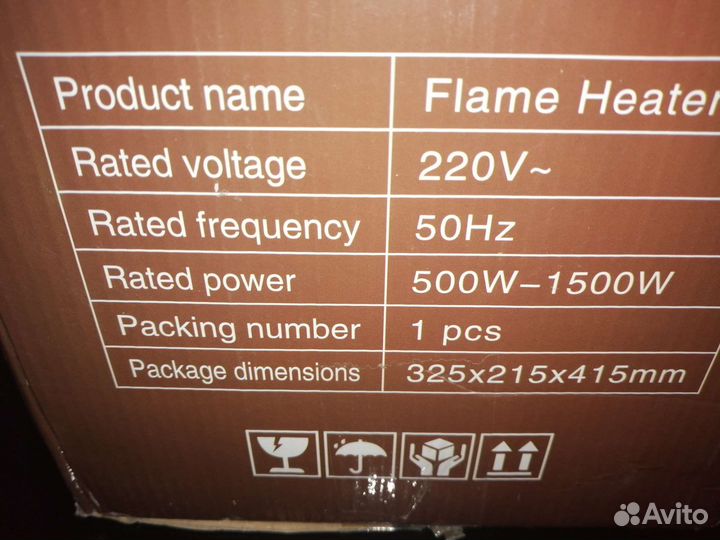 Product name Flame Heater
Rated voltage 220V~
Rated frequency 50Hz
Rated power 500W-1500W
Packing number 1 pcs
Package dimensions 325x215x415mm
Avito